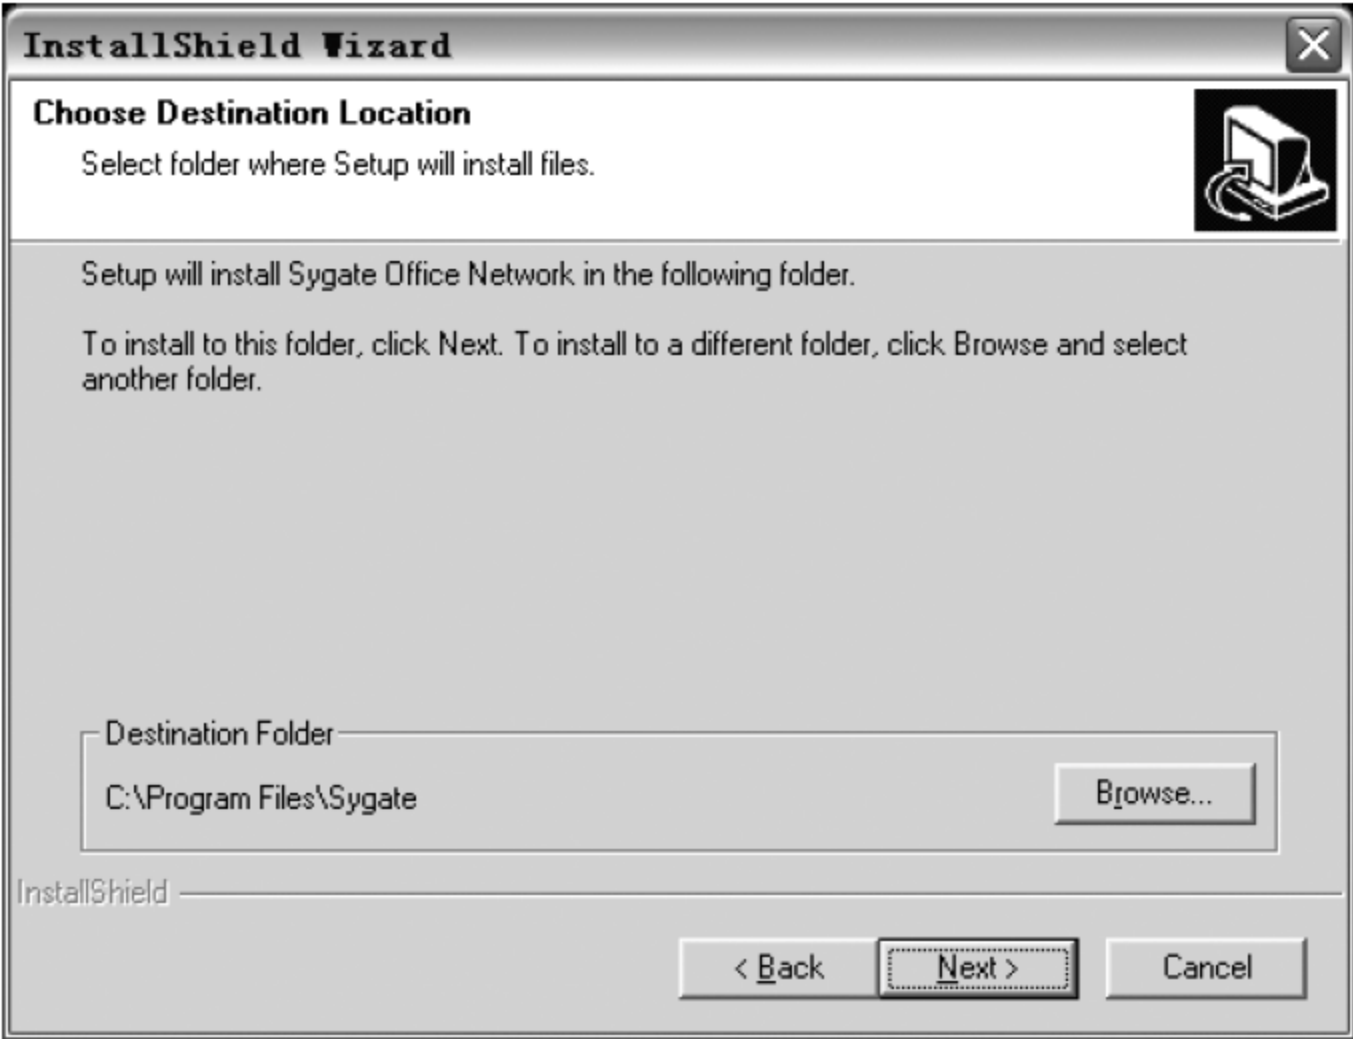 InstallShield Wizard
Choose Destination Location
Select folder where Setup will install files.
Setup will install Sygate Office Network in the following folder.
To install to this folder, click Next. To install to a different folder, click Browse and select
another folder.
Destination Folder
C:\Program Files\Sygate
Browse...
InstallShield
< Back
Next >
Cancel